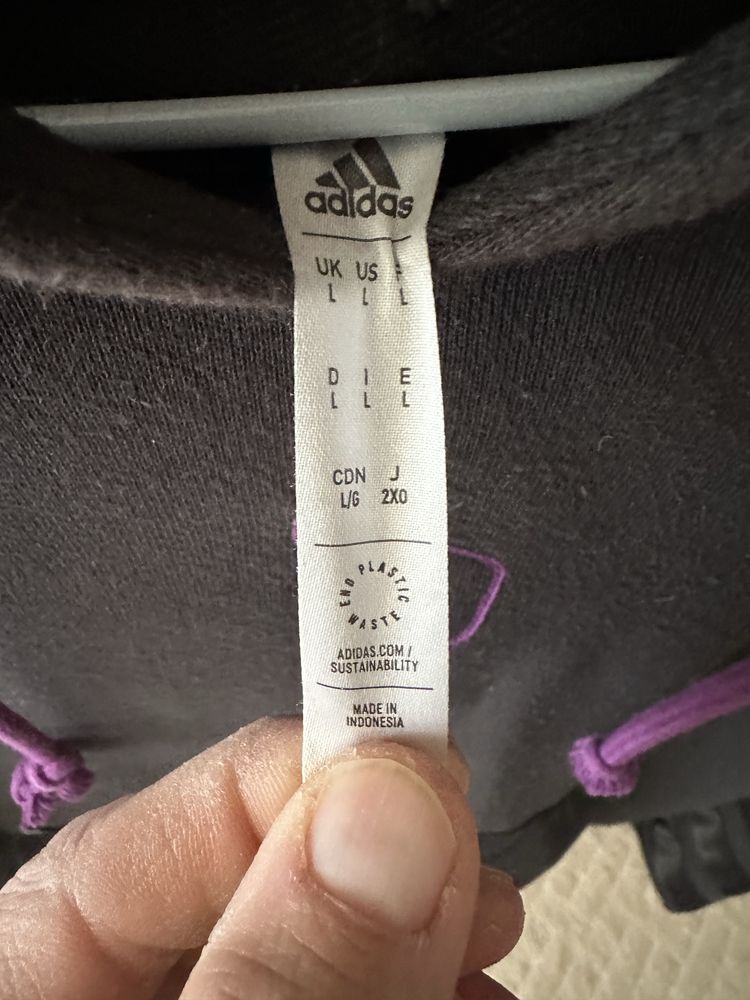 adidas
UK US
L L L
D I E
L L L
CDN J
L/G 2XO
END PLASTIC WASTE
ADIDAS.COM /
SUSTAINABILITY
MADE IN
INDONESIA